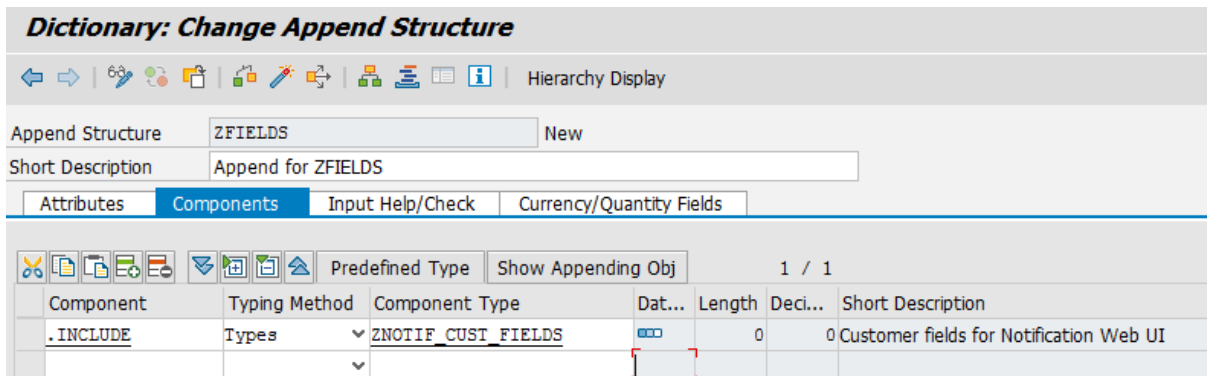 Dictionary: Change Append Structure
Hierarchy Display
Append Structure ZFIELDS New
Short Description Append for ZFIELDS
Attributes Components Input Help/Check Currency/Quantity Fields
Predefined Type Show Appending Obj 1 / 1
Component Typing Method Component Type Dat... Length Deci... Short Description
.INCLUDE Types ZNOTIF_CUST_FIELDS 0 0 Customer fields for Notification Web UI